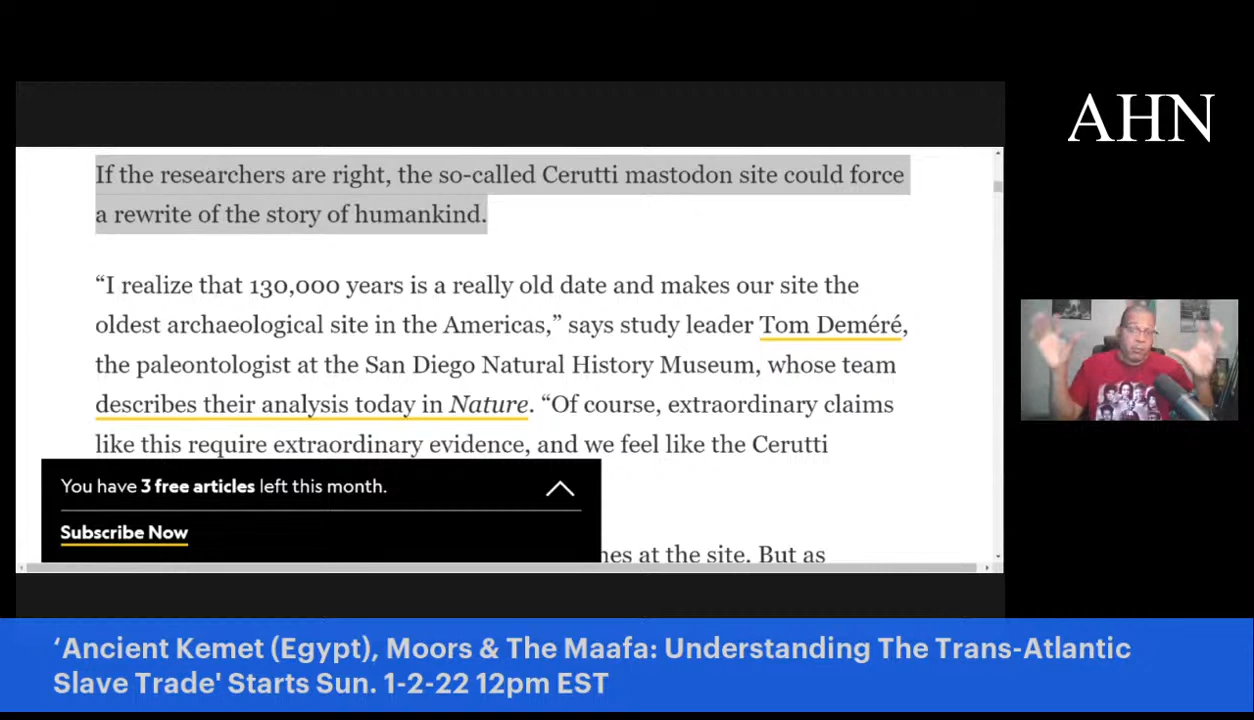 AHN
If the researchers are right, the so-called Cerutti mastodon site could force
a rewrite of the story of humankind.
“I realize that 130,000 years is a really old date and makes our site the
oldest archaeological site in the Americas,” says study leader Tom Deméré,
the paleontologist at the San Diego Natural History Museum, whose team
describes their analysis today in Nature. “Of course, extraordinary claims
like this require extraordinary evidence, and we feel like the Cerutti
You have 3 free articles left this month.
Subscribe Now
at the site. But as
‘Ancient Kemet (Egypt), Moors & The Maafa: Understanding The Trans-Atlantic
Slave Trade' Starts Sun. 1-2-22 12pm EST